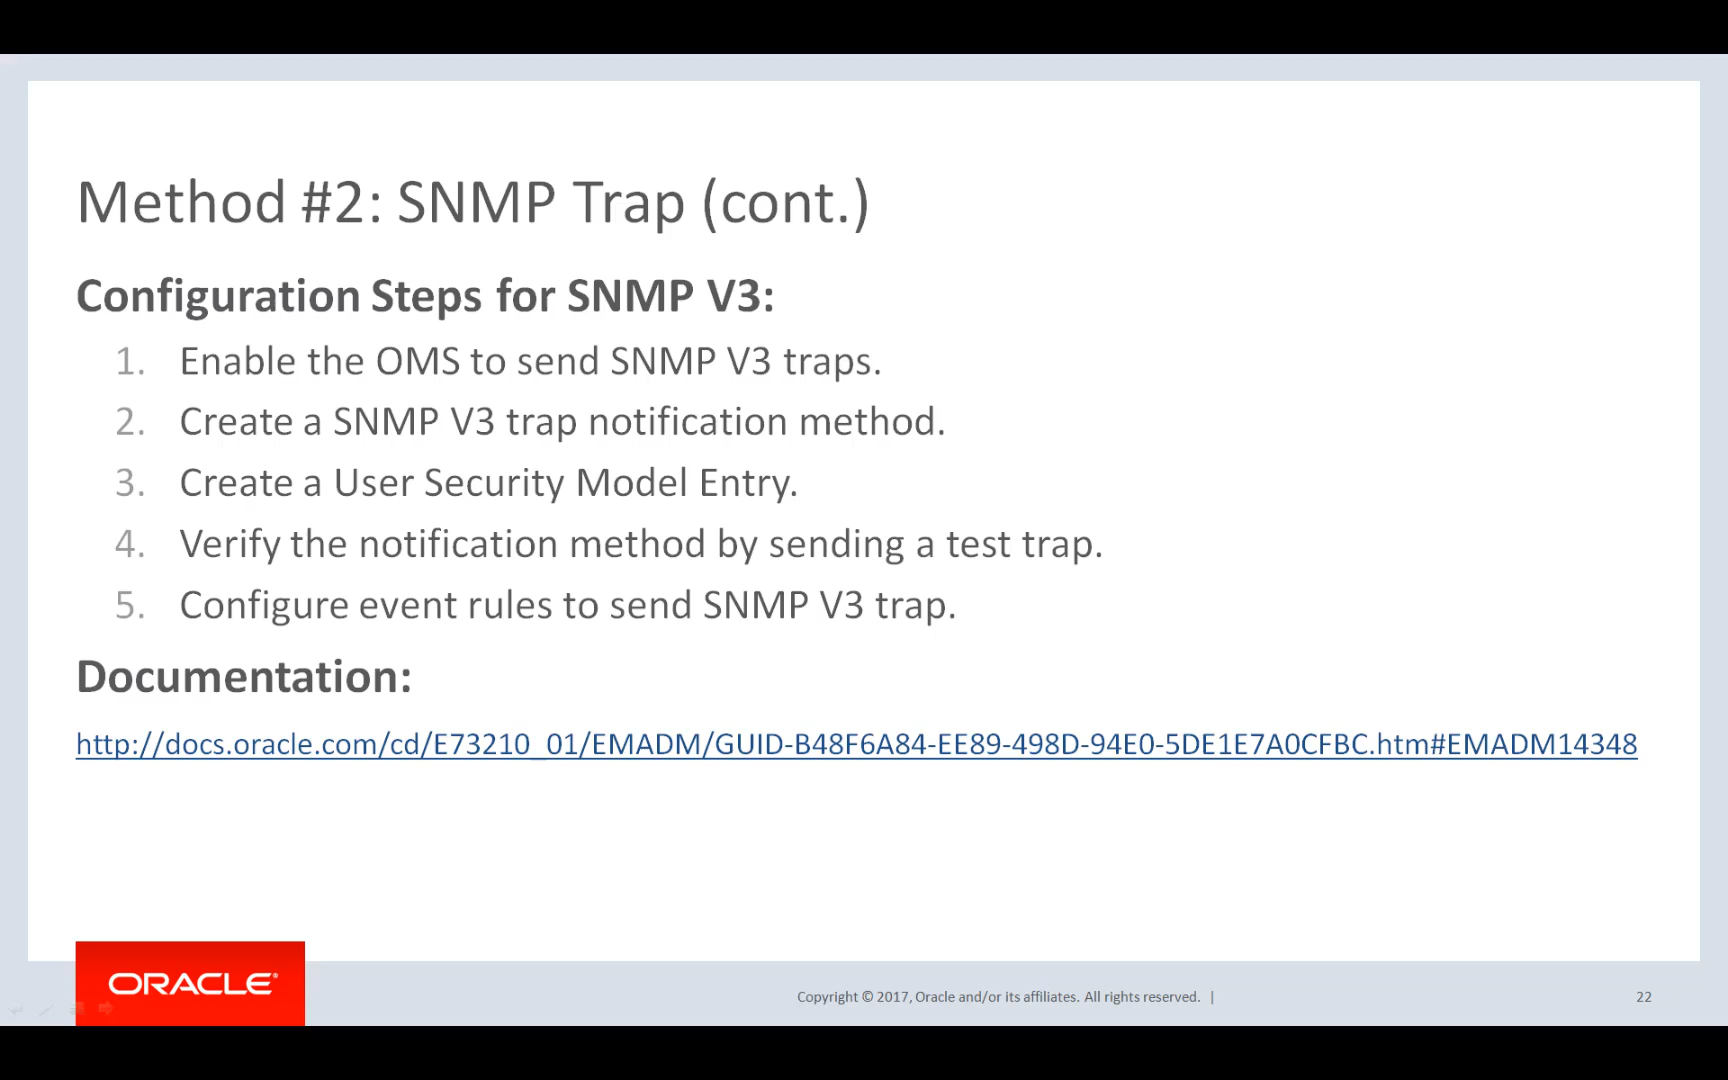 Method #2: SNMP Trap (cont.)
Configuration Steps for SNMP V3:
1. Enable the OMS to send SNMP V3 traps.
2. Create a SNMP V3 trap notification method.
3. Create a User Security Model Entry.
4. Verify the notification method by sending a test trap.
5. Configure event rules to send SNMP V3 trap.
Documentation:
http://docs.oracle.com/cd/E73210_01/EMADM/GUID-B48F6A84-EE89-498D-94E0-5DE1E7A0CFBC.htm#EMADM14348
ORACLE®
Copyright © 2017, Oracle and/or its affiliates. All rights reserved. |
22